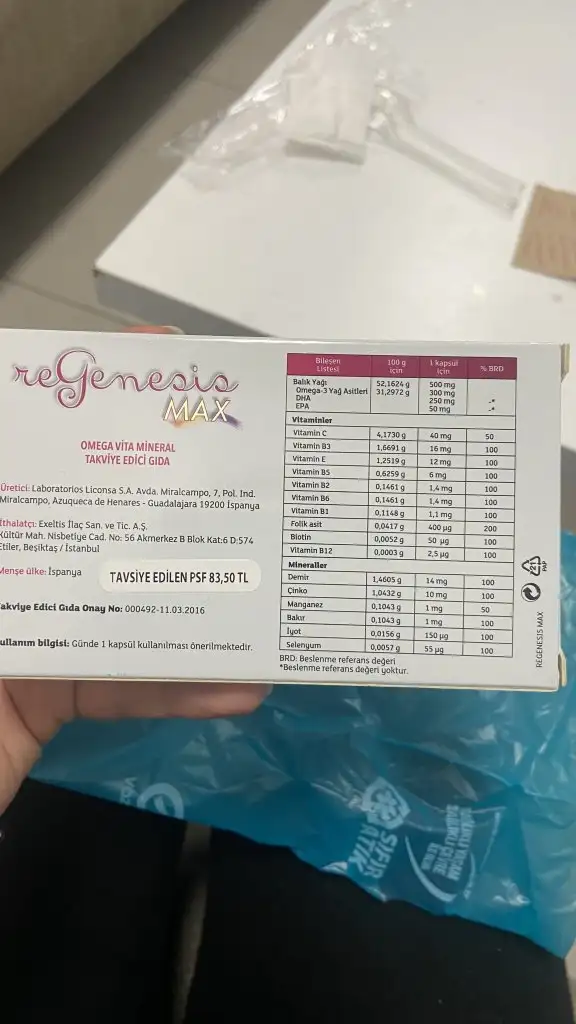 reGenesis
MAX
OMEGA VİTA MİNERAL
TAKVİYE EDİCİ GIDA
Üretici: Laboratorios Liconsa S.A. Avda. Miralcampo, 7, Pol. Ind.
Miralcampo, Azuqueca de Henares - Guadalajara 19200 İspanya
İthalatçı: Exeltis İlaç San. ve Tic. A.Ş.
Kültür Mah. Nisbetiye Cad. No: 56 Akmerkez B Blok Kat:6 D:574
Etiler, Beşiktaş / İstanbul
Menşe ülke: İspanya
TAVSİYE EDİLEN PSF 83,50 TL
Takviye Edici Gıda Onay No: 000492-11.03.2016
ullanım bilgisi: Günde 1 kapsül kullanılması önerilmektedir.
Bileşen Listesi 100 g için 1 kapsül için % BRD
Balık Yağı 52,1624 g 500 mg
Omega-3 Yağ Asitleri 31,2972 g 300 mg
DHA 250 mg -*
EPA 50 mg -*
Vitaminler
Vitamin C 4,1730 g 40 mg 50
Vitamin B3 1,6691 g 16 mg 100
Vitamin E 1,2519 g 12 mg 100
Vitamin B5 0,6259 g 6 mg 100
Vitamin B2 0,1461 g 1,4 mg 100
Vitamin B6 0,1461 g 1,4 mg 100
Vitamin B1 0,1148 g 1,1 mg 100
Folik asit 0,0417 g 400 µg 200
Biotin 0,0052 g 50 µg 100
Vitamin B12 0,0003 g 2,5 µg 100
Mineraller
Demir 1,4605 g 14 mg 100
Çinko 1,0432 g 10 mg 100
Manganez 0,1043 g 1 mg 50
Bakır 0,1043 g 1 mg 100
İyot 0,0156 g 150 µg 100
Selenyum 0,0057 g 55 µg 100
BRD: Beslenme referans değeri
*Beslenme referans değeri yoktur.
21
PAP
REGENESIS MAX
SIFIR
ATIK